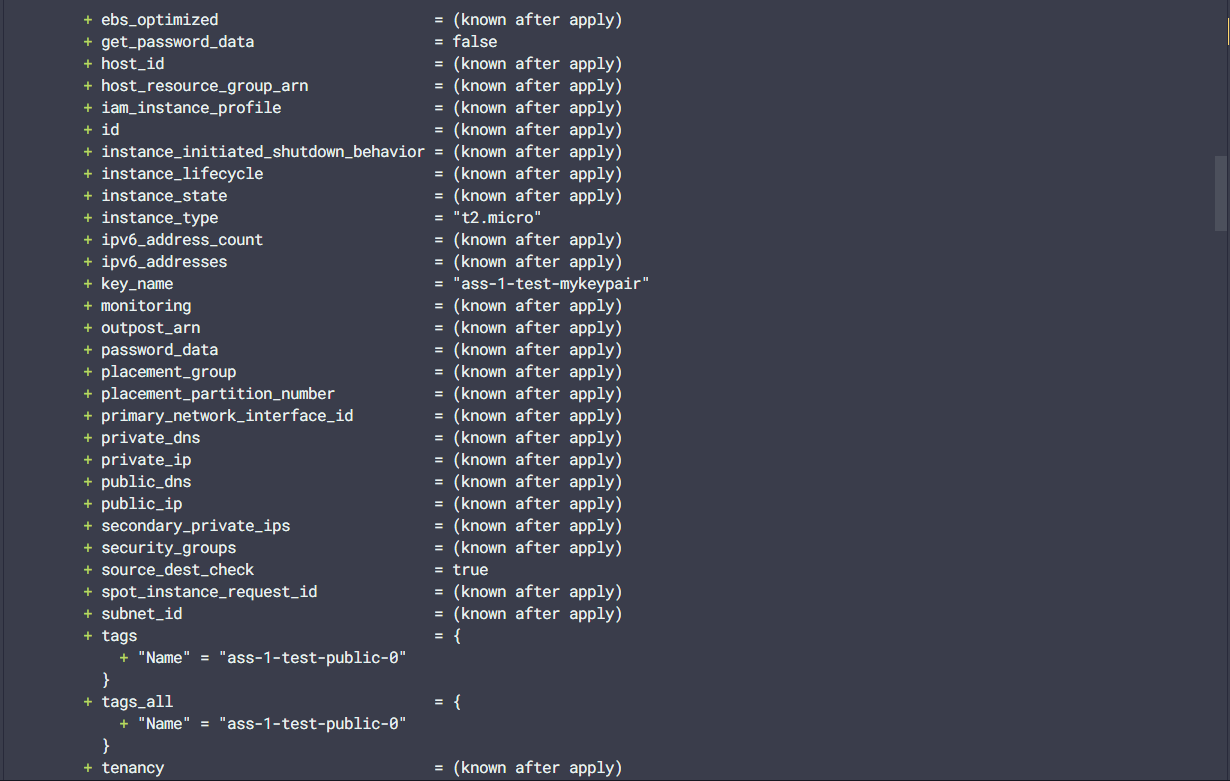 + ebs_optimized                        = (known after apply)
+ get_password_data                    = false
+ host_id                              = (known after apply)
+ host_resource_group_arn              = (known after apply)
+ iam_instance_profile                 = (known after apply)
+ id                                   = (known after apply)
+ instance_initiated_shutdown_behavior = (known after apply)
+ instance_lifecycle                   = (known after apply)
+ instance_state                       = (known after apply)
+ instance_type                        = "t2.micro"
+ ipv6_address_count                   = (known after apply)
+ ipv6_addresses                       = (known after apply)
+ key_name                             = "ass-1-test-mykeypair"
+ monitoring                           = (known after apply)
+ outpost_arn                          = (known after apply)
+ password_data                        = (known after apply)
+ placement_group                      = (known after apply)
+ placement_partition_number           = (known after apply)
+ primary_network_interface_id         = (known after apply)
+ private_dns                          = (known after apply)
+ private_ip                           = (known after apply)
+ public_dns                           = (known after apply)
+ public_ip                            = (known after apply)
+ secondary_private_ips                = (known after apply)
+ security_groups                      = (known after apply)
+ source_dest_check                    = true
+ spot_instance_request_id             = (known after apply)
+ subnet_id                            = (known after apply)
+ tags                                 = {
    + "Name" = "ass-1-test-public-0"
  }
+ tags_all                             = {
    + "Name" = "ass-1-test-public-0"
  }
+ tenancy                              = (known after apply)